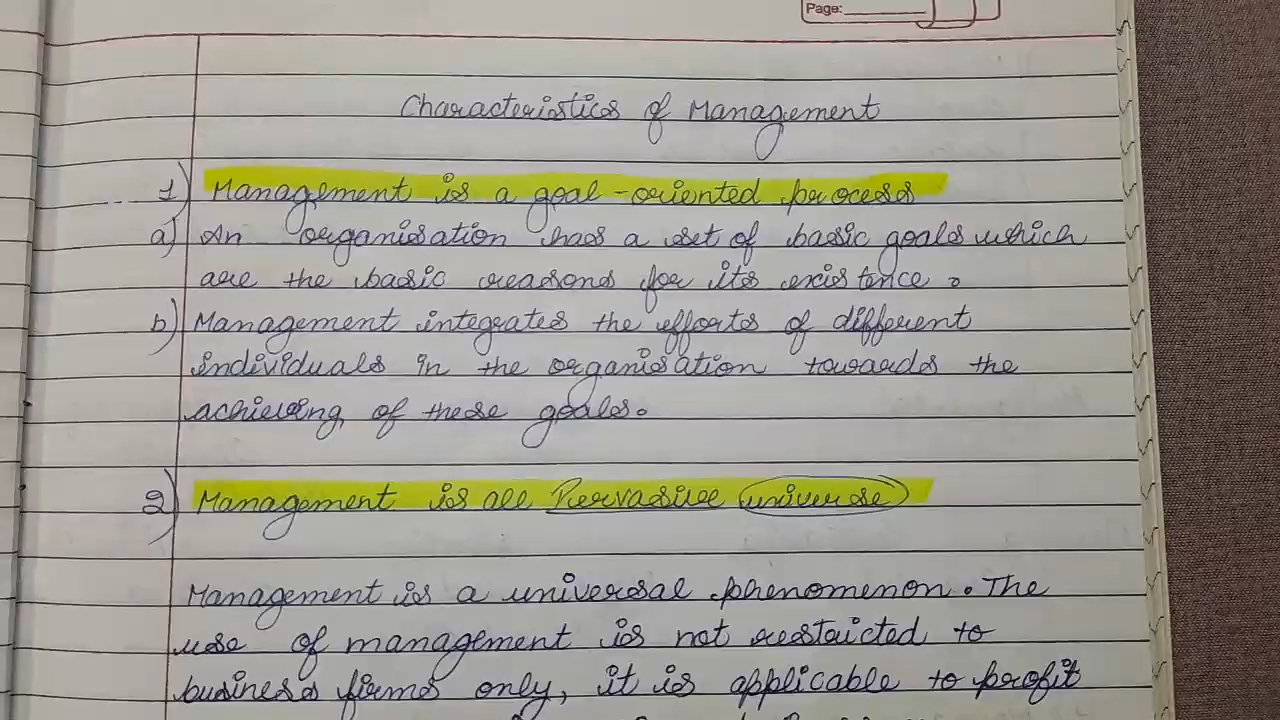 Page:
Characteristics of Management
1) Management is a goal-oriented process
a) An organisation has a set of basic goals which
are the basic reasons for its existence.
b) Management integrates the efforts of different
individuals in the organisation towards the
achieving of these goals.
2) Management is all Pervasive (universe)
Management is a universal phenomenon. The
use of management is not restricted to
business firms only, it is applicable to profit